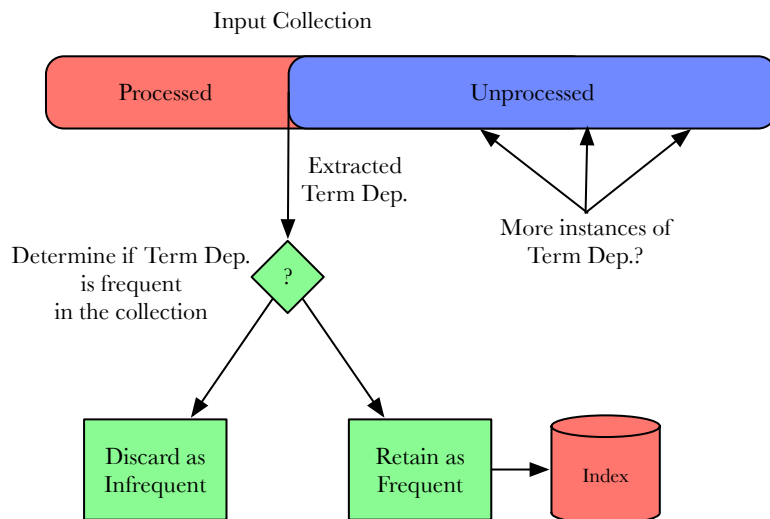 Input Collection
Processed
Unprocessed
Extracted
Term Dep.
More instances of
Term Dep.?
Determine if Term Dep.
is frequent
in the collection
?
Discard as
Infrequent
Retain as
Frequent
Index